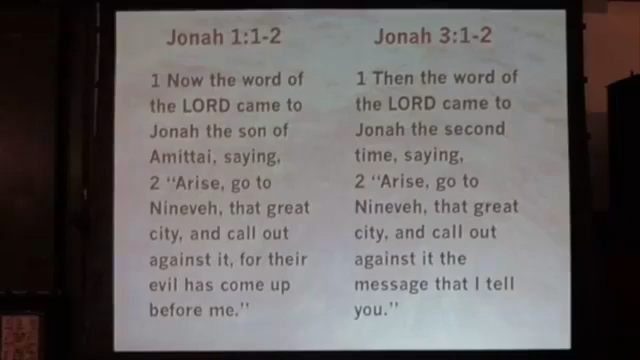 Jonah 1:1-2
1 Now the word of
the LORD came to
Jonah the son of
Amittai, saying,
2 “Arise, go to
Nineveh, that great
city, and call out
against it, for their
evil has come up
before me.”
Jonah 3:1-2
1 Then the word of
the LORD came to
Jonah the second
time, saying,
2 “Arise, go to
Nineveh, that great
city, and call out
against it the
message that I tell
you.”